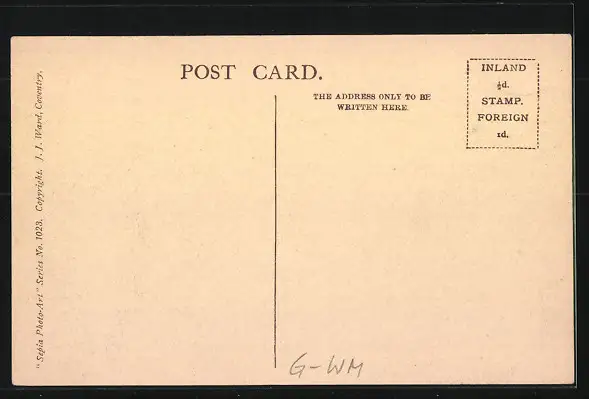 POST CARD.
THE ADDRESS ONLY TO BE
WRITTEN HERE.
INLAND
½d.
STAMP.
FOREIGN
1d.
"Sepia Photo-Art" Series No. 1023. Copyright. J. J. Ward, Coventry.
G-WM